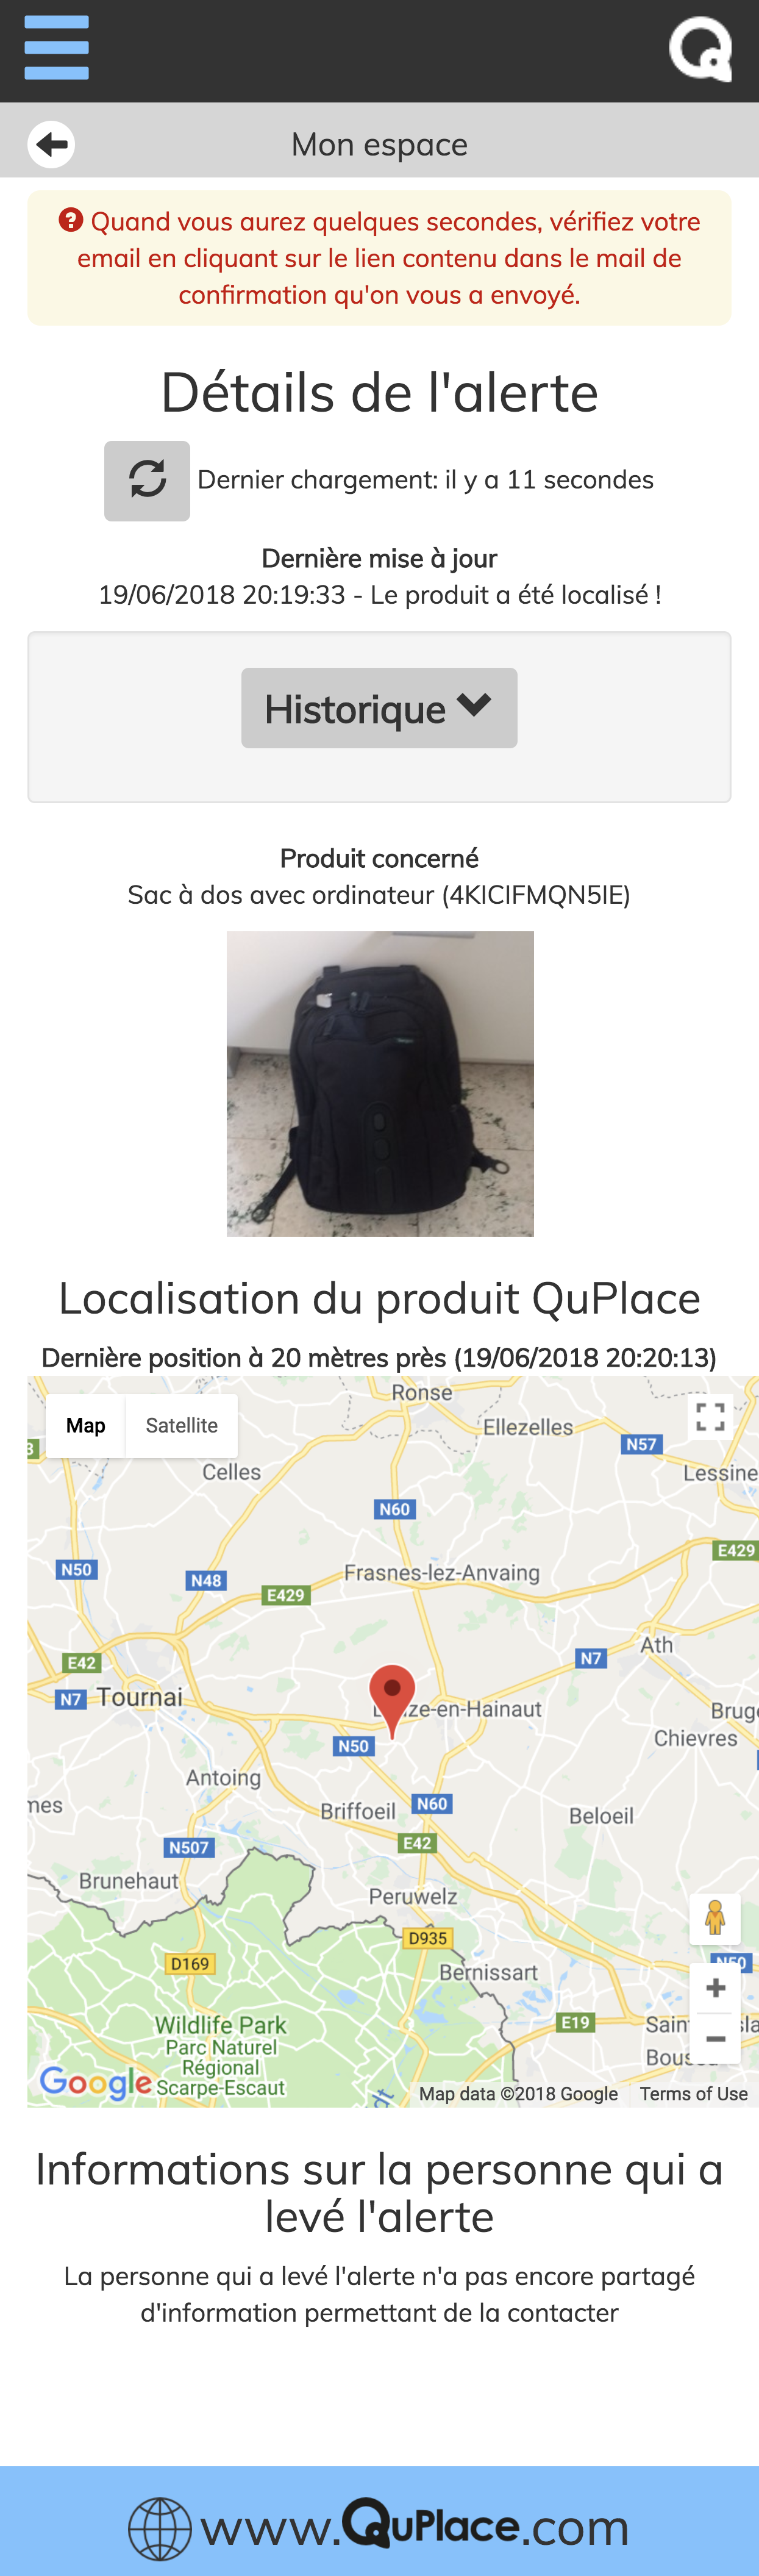 Mon espace
Quand vous aurez quelques secondes, vérifiez votre
email en cliquant sur le lien contenu dans le mail de
confirmation qu'on vous a envoyé.
Détails de l'alerte
Dernier chargement: il y a 11 secondes
Dernière mise à jour
19/06/2018 20:19:33 - Le produit a été localisé !
Historique
Produit concerné
Sac à dos avec ordinateur (4KICIFMQN5IE)
Localisation du produit QuPlace
Dernière position à 20 mètres près (19/06/2018 20:20:13)
Ronse
Map Satellite
Ellezelles
N57
Celles
Lessine
N60
E429
N50
Frasnes-lez-Anvaing
N48
E429
Ath
E42
N7
N7 Tournai
ze-en-Hainaut
Bruge
N50
Chievres
Antoing
mes
Briffoeil N60
Beloeil
E42
N507
Brunehaut
Peruwelz
D935
D169
N50
Bernissart
E19
Wildlife Park
Parc Naturel
Régional
Scarpe-Escaut
Saint
sla
Bouss
Google
Map data ©2018 Google Terms of Use
Informations sur la personne qui a
levé l'alerte
La personne qui a levé l'alerte n'a pas encore partagé
d'information permettant de la contacter
www.QuPlace.com